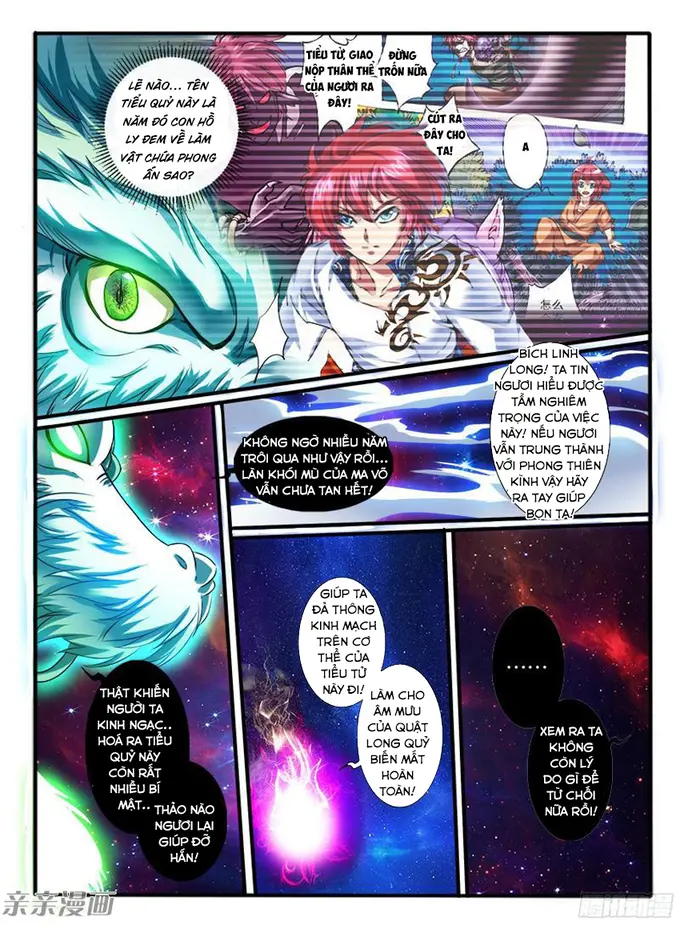 LẼ NÀO... TÊN
TIỂU QUỶ NÀY LÀ
NĂM ĐÓ CON HỒ
LY ĐEM VỀ LÀM
VẬT CHỨA PHONG
ẤN SAO?
TIỂU TỬ, GIAO
NỘP THÂN THỂ
CỦA NGƯƠI RA
ĐÂY!
ĐỪNG
TRỐN NỮA
CÚT RA
ĐÂY CHO
TA!
A
怎么
BÍCH LINH
LONG! TA TIN
NGƯƠI HIỂU ĐƯỢC
TẦM NGHIÊM
TRỌNG CỦA VIỆC
NÀY! NẾU NGƯƠI
VẪN TRUNG THÀNH
VỚI PHONG THIÊN
KÌNH VẬY HÃY
RA TAY GIÚP
BỌN TA!
KHÔNG NGỜ NHIỀU NĂM
TRÔI QUA NHƯ VẬY RỒI...
LÀN KHÓI MÙ CỦA MA VÕ
VẪN CHƯA TAN HẾT!
GIÚP TA
ĐẢ THÔNG
KINH MẠCH
TRÊN CƠ
THỂ CỦA
TIỂU TỬ
NÀY ĐI!
LÀM CHO
ÂM MƯU
CỦA QUẬT
LONG QUỶ
BIẾN MẤT
HOÀN
TOÀN!
......
XEM RA TA
KHÔNG
CÒN LÝ
DO GÌ ĐỂ
TỪ CHỐI
NỮA RỒI!
THẬT KHIẾN
NGƯỜI TA
KINH NGẠC..
HOÁ RA TIỂU
QUỶ NÀY
CÒN RẤT
NHIỀU BÍ
MẬT..
THẢO NÀO
NGƯƠI LẠI
GIÚP ĐỠ
HẮN!
亲亲漫画